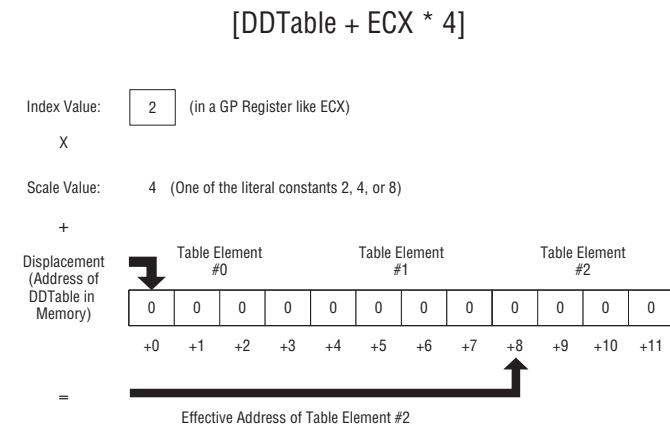 [DDTable + ECX * 4]
Index Value: 2 (in a GP Register like ECX)
X
Scale Value: 4 (One of the literal constants 2, 4, or 8)
+
Displacement
(Address of
DDTable in
Memory)
Table Element
#0
Table Element
#1
Table Element
#2
0 0 0 0 0 0 0 0 0 0 0 0
+0 +1 +2 +3 +4 +5 +6 +7 +8 +9 +10 +11
=
Effective Address of Table Element #2